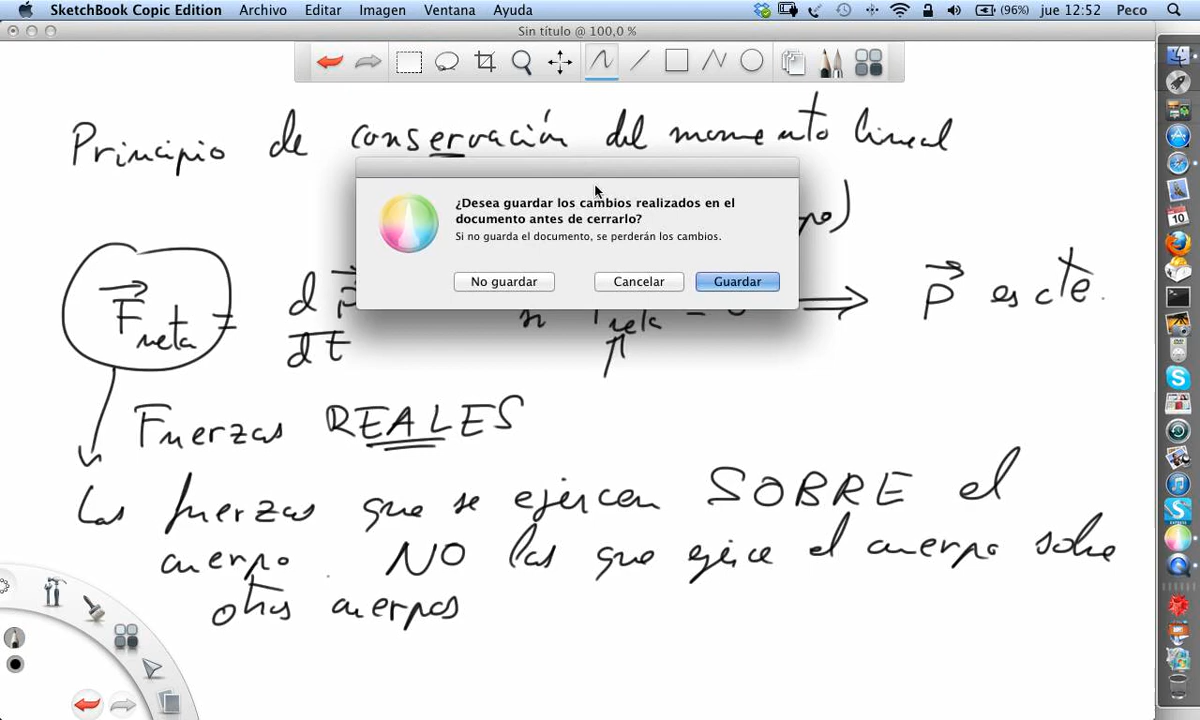 SketchBook Copic Edition Archivo Editar Imagen Ventana Ayuda (96%) jue 12:52 Peco
Sin título @ 100,0 %
Principio de conservación del momento lineal
¿Desea guardar los cambios realizados en el
documento antes de cerrarlo?
Si no guarda el documento, se perderán los cambios.
No guardar Cancelar Guardar
F neta = d p
dt
neta = 0 ⟹ p es cte.
Fuerzas REALES
Las fuerzas que se ejercen SOBRE el
cuerpo. NO las que ejerce el cuerpo sobre
otros cuerpos